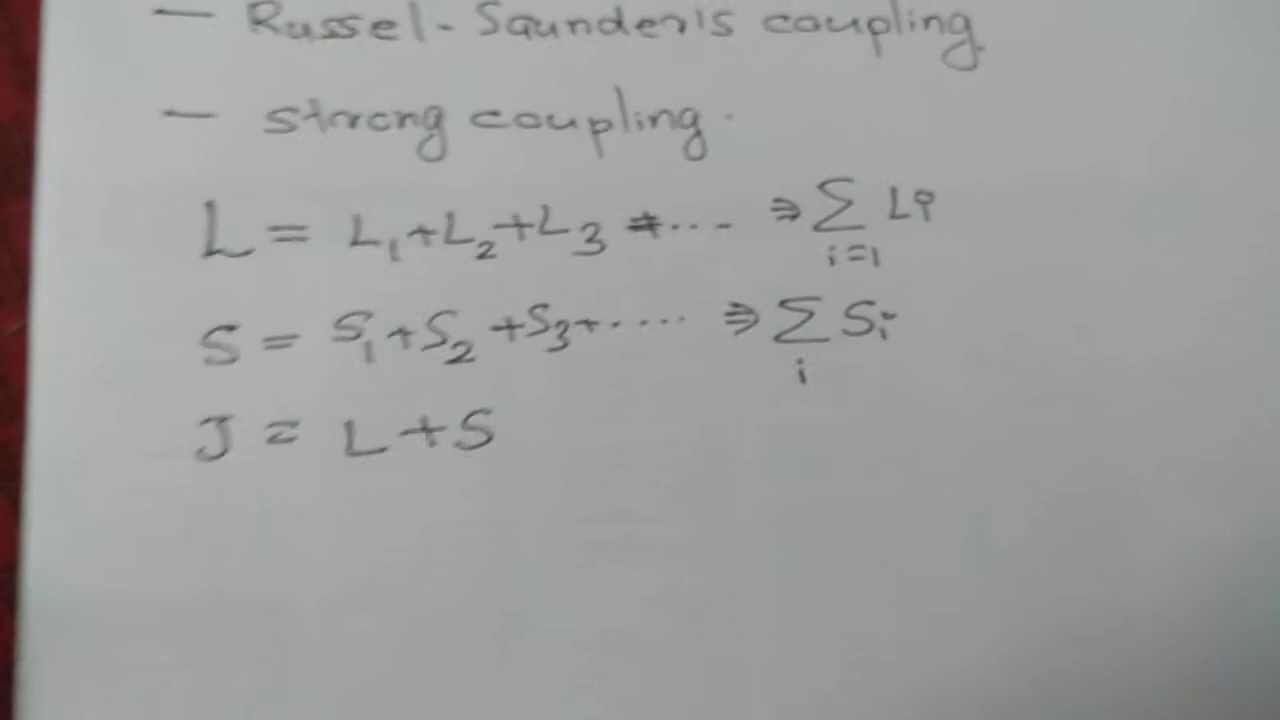 — Russel-Saunder's coupling
— strong coupling.
L = L₁+L₂+L₃ +.... ⇒ ∑ Li i=1
S = S₁+S₂+S₃+..... ⇒ ∑ Si i
J = L+S